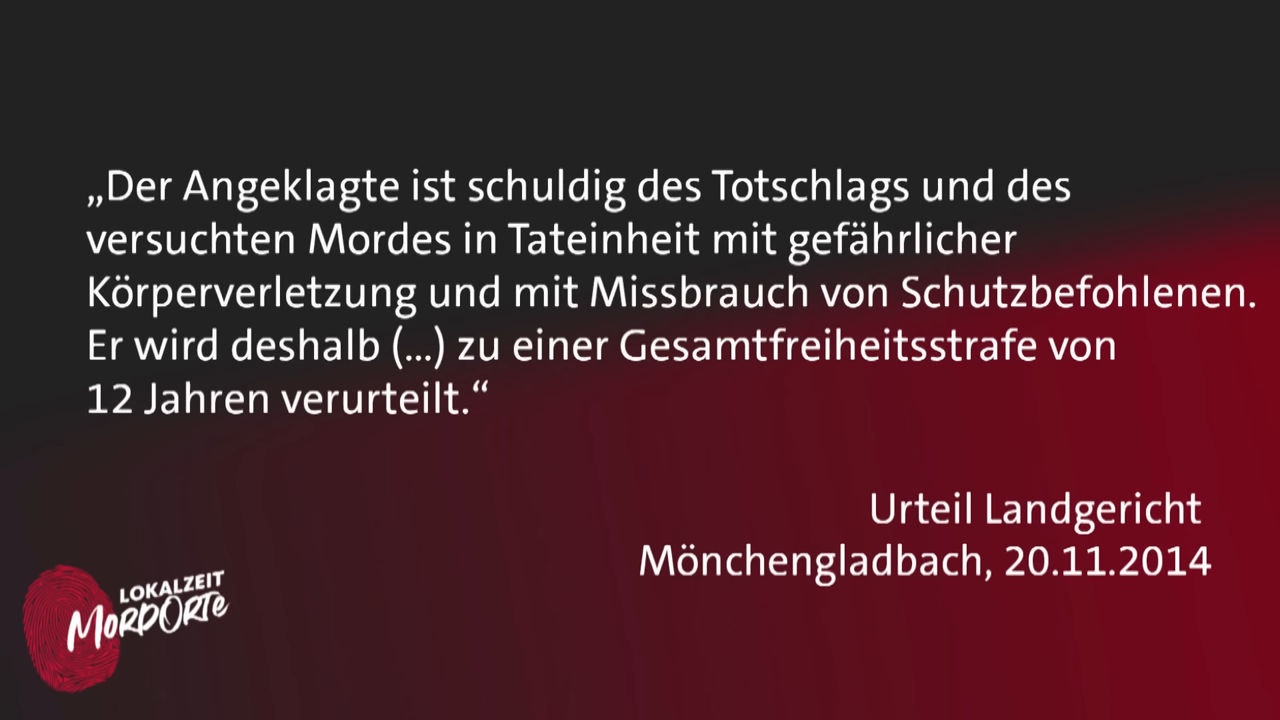 „Der Angeklagte ist schuldig des Totschlags und des
versuchten Mordes in Tateinheit mit gefährlicher
Körperverletzung und mit Missbrauch von Schutzbefohlenen.
Er wird deshalb (...) zu einer Gesamtfreiheitsstrafe von
12 Jahren verurteilt.“
Urteil Landgericht
Mönchengladbach, 20.11.2014
LOKALZEIT
MORDORTE